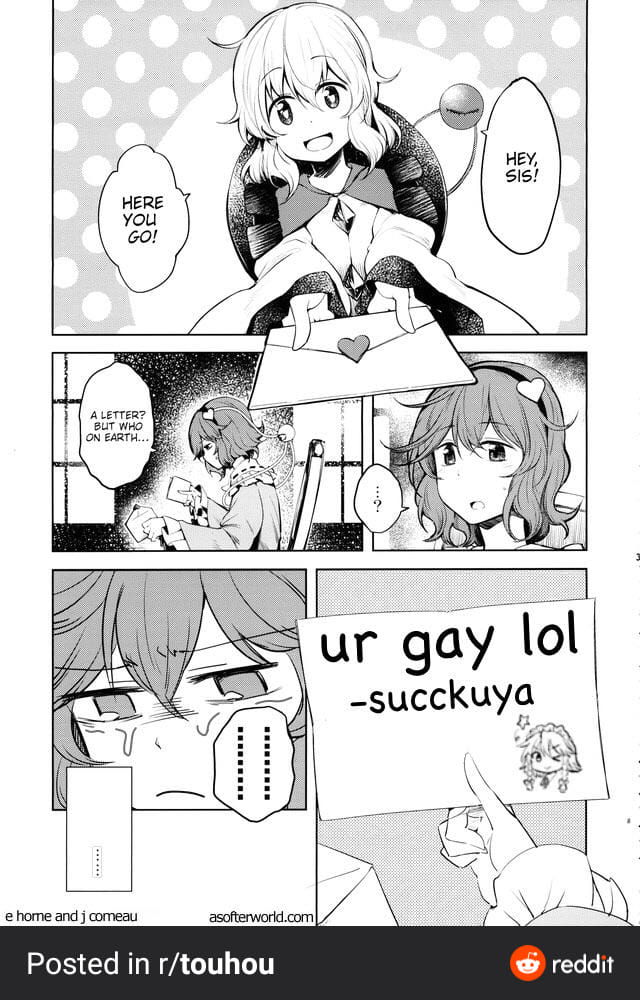 HEY,
SIS!
HERE
YOU
GO!
...?
A LETTER?
BUT WHO
ON EARTH...
ur gay lol
-succkuya
e horne and j comeau
asofterworld.com
Posted in r/touhou
reddit